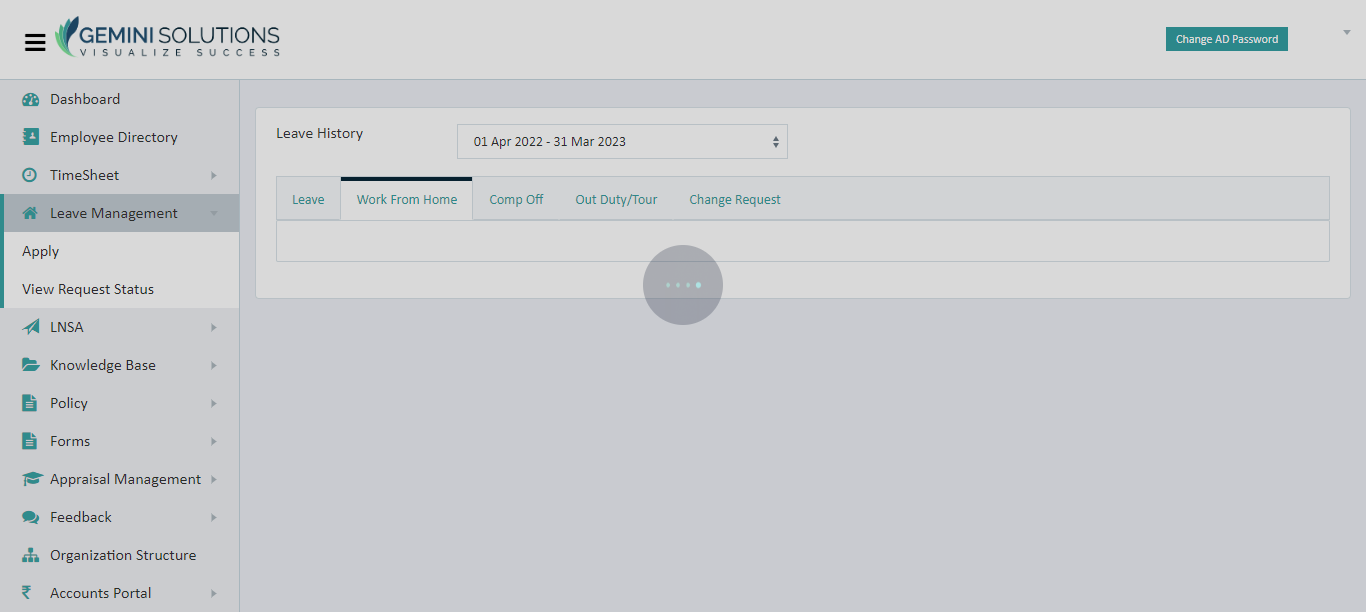 GEMINI SOLUTIONS
VISUALIZE SUCCESS
Change AD Password
Dashboard
Employee Directory
TimeSheet
Leave Management
Apply
View Request Status
LNSA
Knowledge Base
Policy
Forms
Appraisal Management
Feedback
Organization Structure
₹ Accounts Portal
Leave History
01 Apr 2022 - 31 Mar 2023
Leave
Work From Home
Comp Off
Out Duty/Tour
Change Request